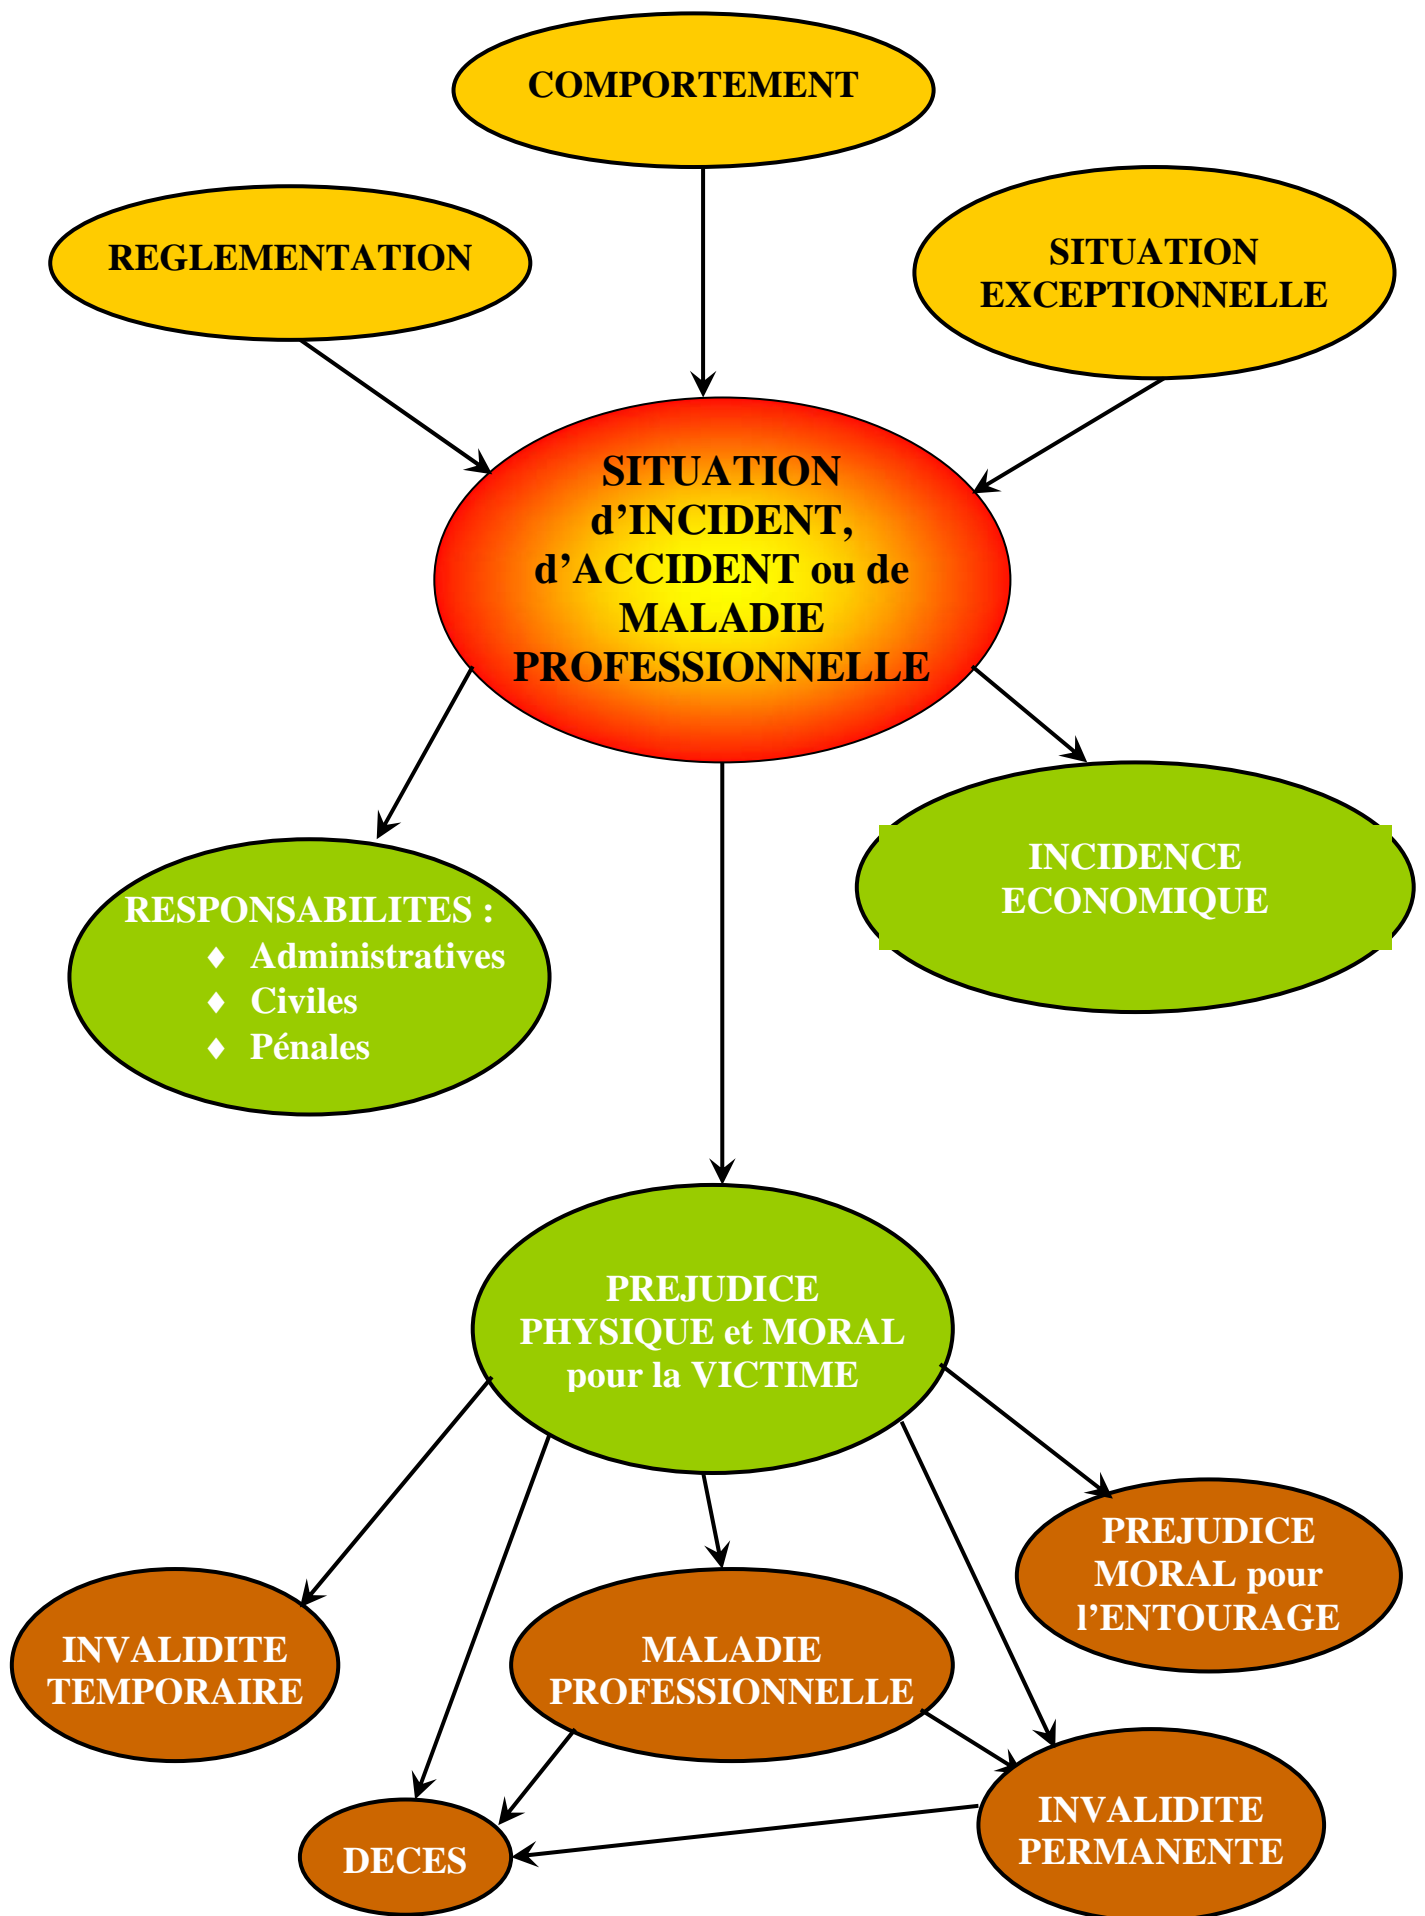 COMPORTEMENT
REGLEMENTATION
SITUATION
EXCEPTIONNELLE
SITUATION
d’INCIDENT,
d’ACCIDENT ou de
MALADIE
PROFESSIONNELLE
INCIDENCE
ECONOMIQUE
RESPONSABILITES :
♦ Administratives
♦ Civiles
♦ Pénales
PREJUDICE
PHYSIQUE et MORAL
pour la VICTIME
PREJUDICE
MORAL pour
l’ENTOURAGE
INVALIDITE
TEMPORAIRE
MALADIE
PROFESSIONNELLE
INVALIDITE
PERMANENTE
DECES